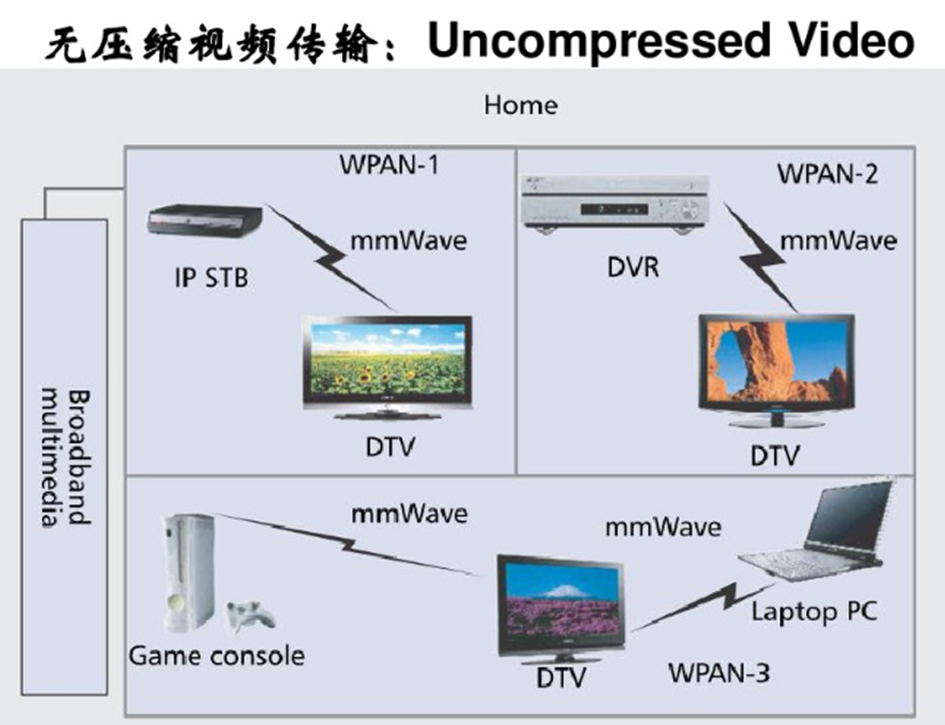 无压缩视频传输：Uncompressed Video
Home
Broadband
multimedia
WPAN-1
mmWave
IP STB
DTV
WPAN-2
mmWave
DVR
DTV
mmWave
mmWave
Game console
DTV
Laptop PC
WPAN-3